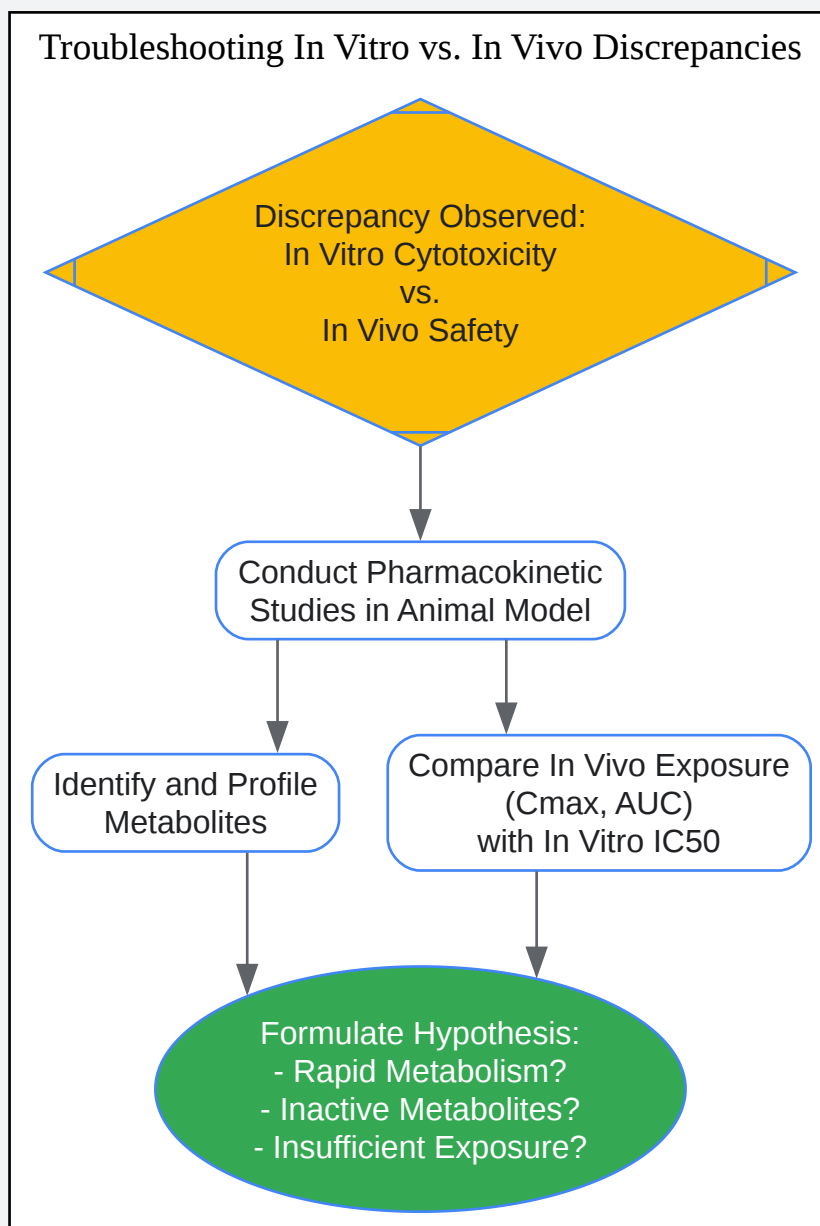 Troubleshooting In Vitro vs. In Vivo Discrepancies
Discrepancy Observed:
In Vitro Cytotoxicity
vs.
In Vivo Safety
Conduct Pharmacokinetic
Studies in Animal Model
Identify and Profile
Metabolites
Compare In Vivo Exposure
(Cmax, AUC)
with In Vitro IC50
Formulate Hypothesis:
- Rapid Metabolism?
- Inactive Metabolites?
- Insufficient Exposure?